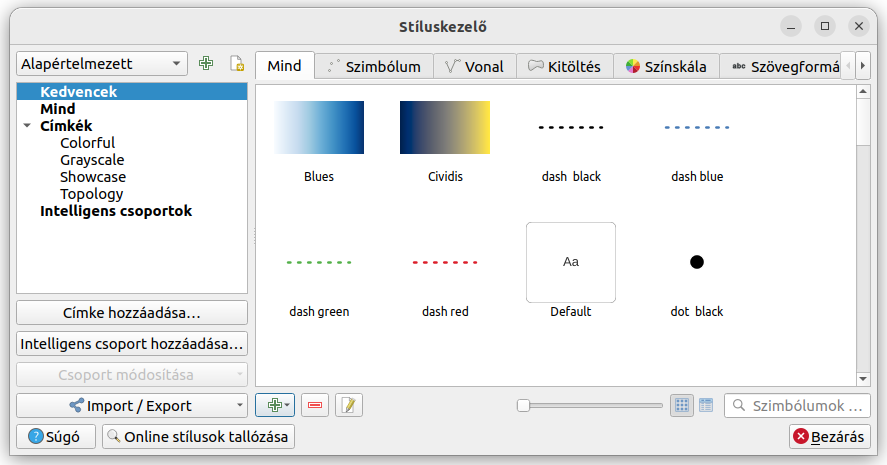 Stíluskezelő
Alapértelmezett
Mind
Szimbólum
Vonal
Kitöltés
Színskála
abc Szövegformá
Kedvencek
Mind
Címkék
Colorful
Grayscale
Showcase
Topology
Intelligens csoportok
Blues
Cividis
dash black
dash blue
dash green
dash red
Aa
Default
dot black
Címke hozzáadása…
Intelligens csoport hozzáadása…
Csoport módosítása
Import / Export
Szimbólumok …
? Súgó
Online stílusok tallózása
Bezárás